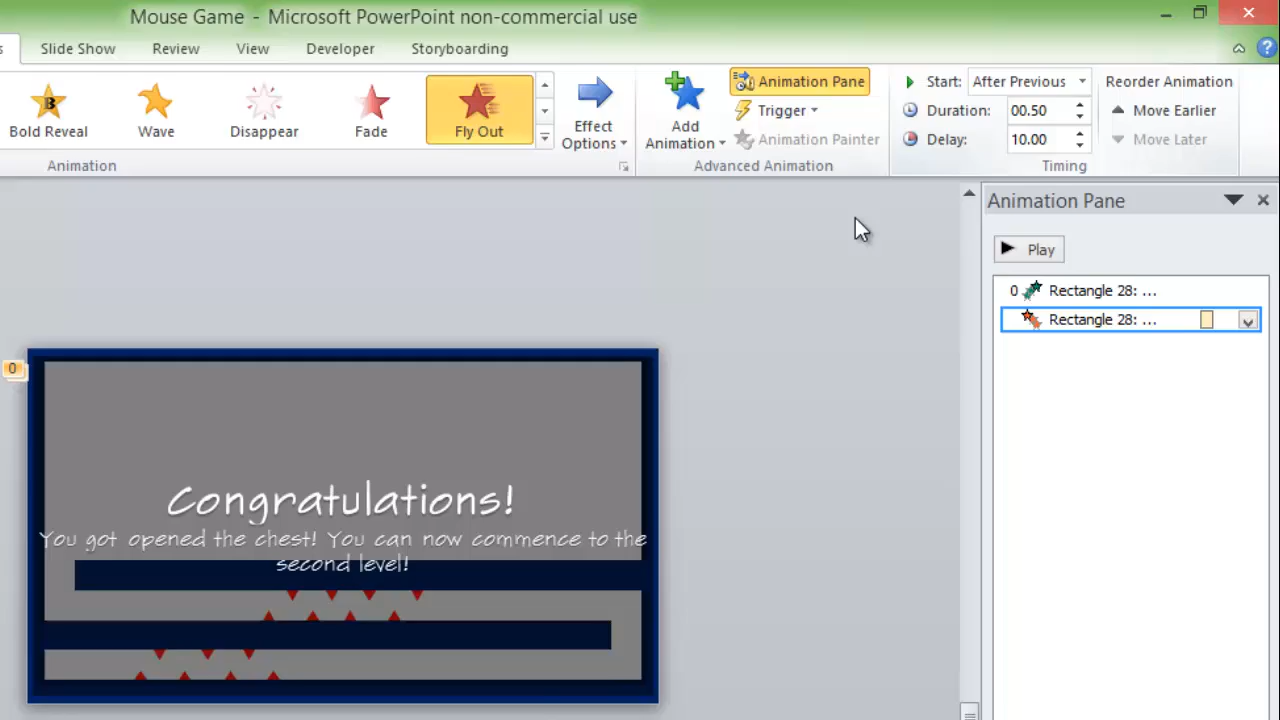 Mouse Game - Microsoft PowerPoint non-commercial use
s Slide Show Review View Developer Storyboarding
Bold Reveal Wave Disappear Fade Fly Out
Animation
Effect Options
Add Animation
Animation Pane
Trigger
Animation Painter
Advanced Animation
Start: After Previous
Duration: 00.50
Delay: 10.00
Reorder Animation
Move Earlier
Move Later
Timing
Animation Pane
Play
0 Rectangle 28: ...
Rectangle 28: ...
0
Congratulations!
You got opened the chest! You can now commence to the
second level!